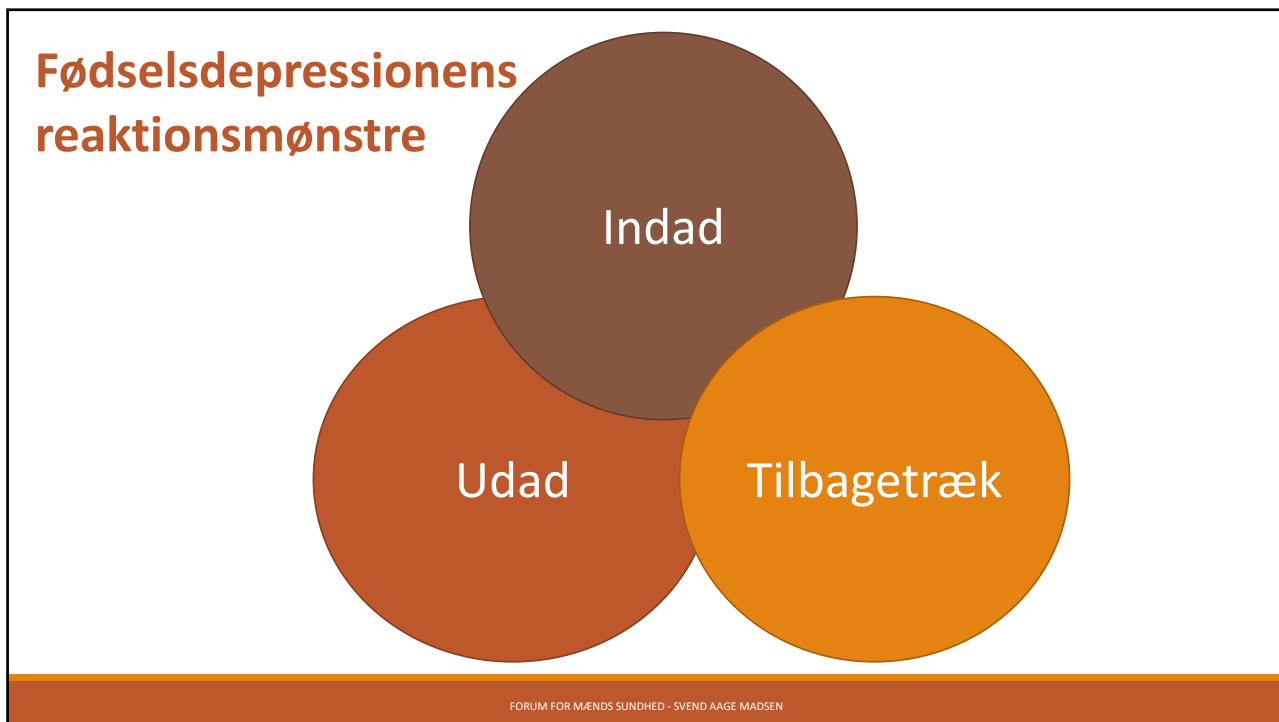 Fødselsdepressionens
reaktionsmønstre
Indad
Udad
Tilbagetræk
FORUM FOR MÆNDS SUNDHED - SVEND AAGE MADSEN